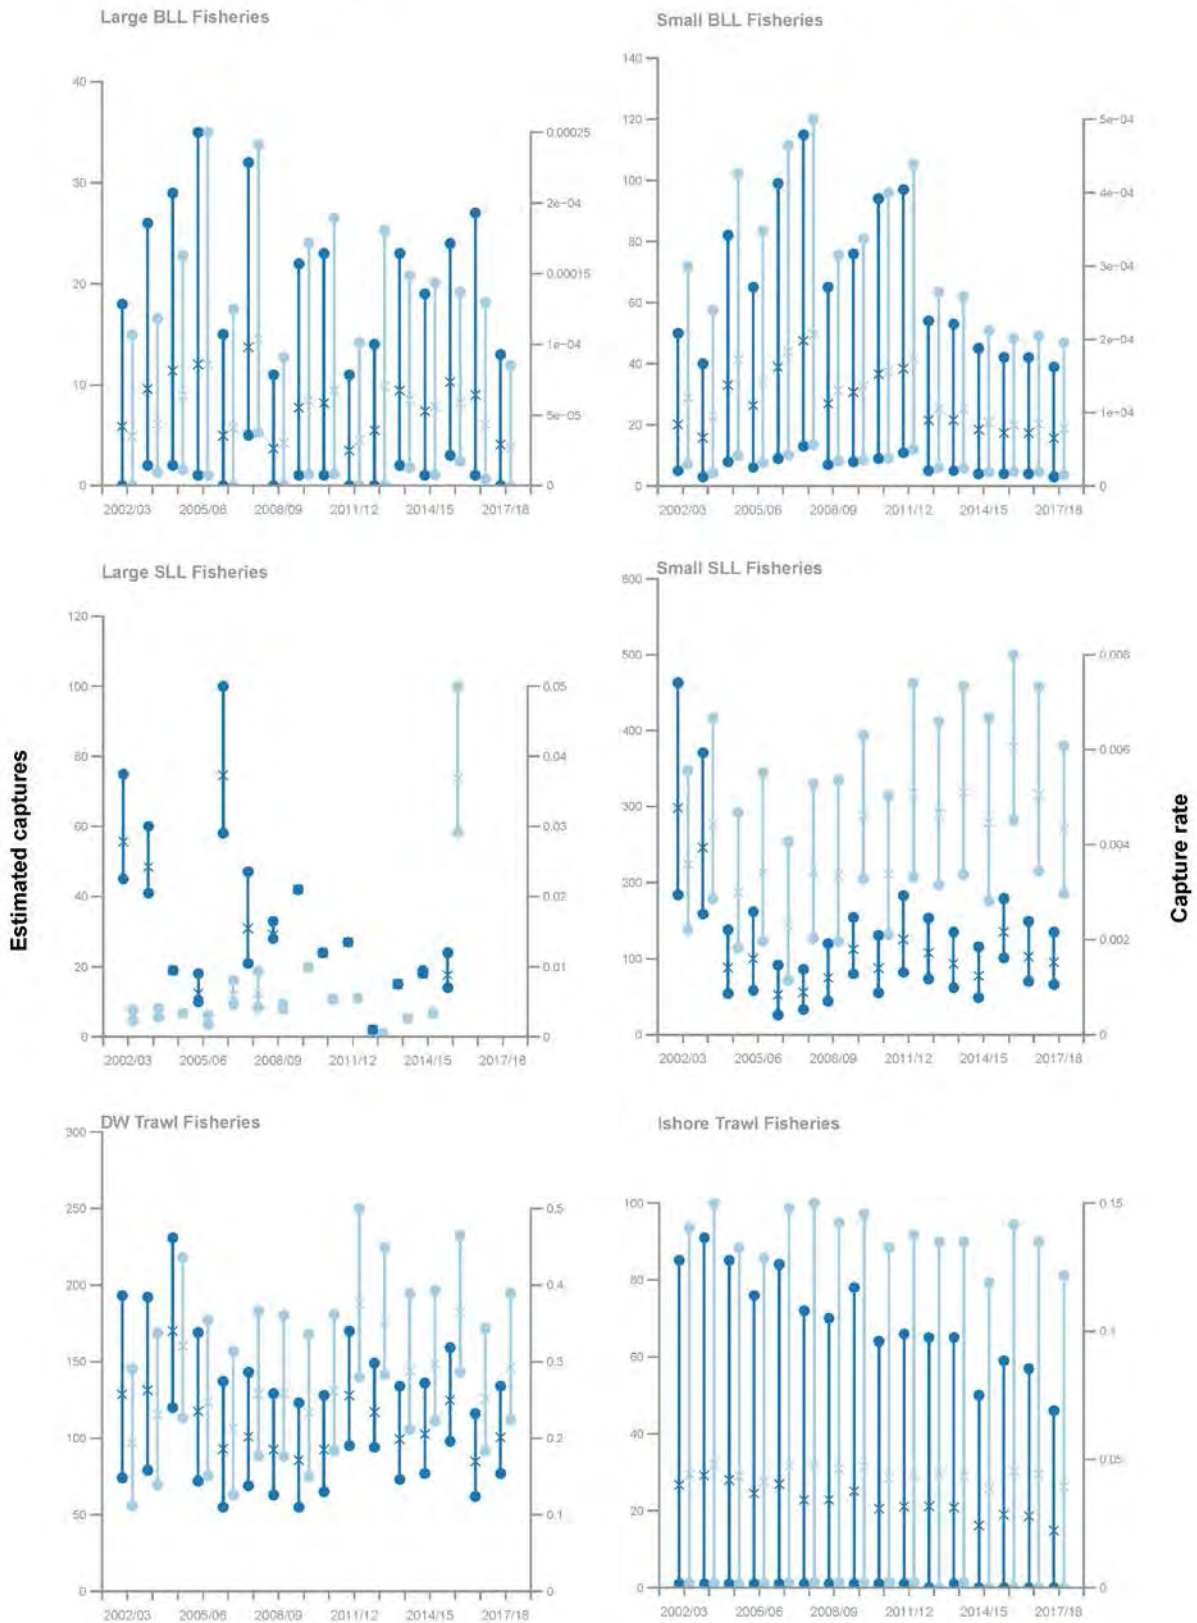 Large BLL Fisheries
40
30
20
10
0
0.00025
2e−04
0.00015
1e−04
5e−05
0
2002/03 2005/06 2008/09 2011/12 2014/15 2017/18
Small BLL Fisheries
140
120
100
80
60
40
20
0
5e−04
4e−04
3e−04
2e−04
1e−04
0
2002/03 2005/06 2008/09 2011/12 2014/15 2017/18
Large SLL Fisheries
120
100
80
60
40
20
0
0.05
0.04
0.03
0.02
0.01
0
2002/03 2005/06 2008/09 2011/12 2014/15 2017/18
Small SLL Fisheries
600
500
400
300
200
100
0
0.008
0.006
0.004
0.002
0
2002/03 2005/06 2008/09 2011/12 2014/15 2017/18
Estimated captures
Capture rate
DW Trawl Fisheries
300
250
200
150
100
50
0
0.5
0.4
0.3
0.2
0.1
0
2002/03 2005/06 2008/09 2011/12 2014/15 2017/18
Ishore Trawl Fisheries
100
80
60
40
20
0
0.15
0.1
0.05
0
2002/03 2005/06 2008/09 2011/12 2014/15 2017/18